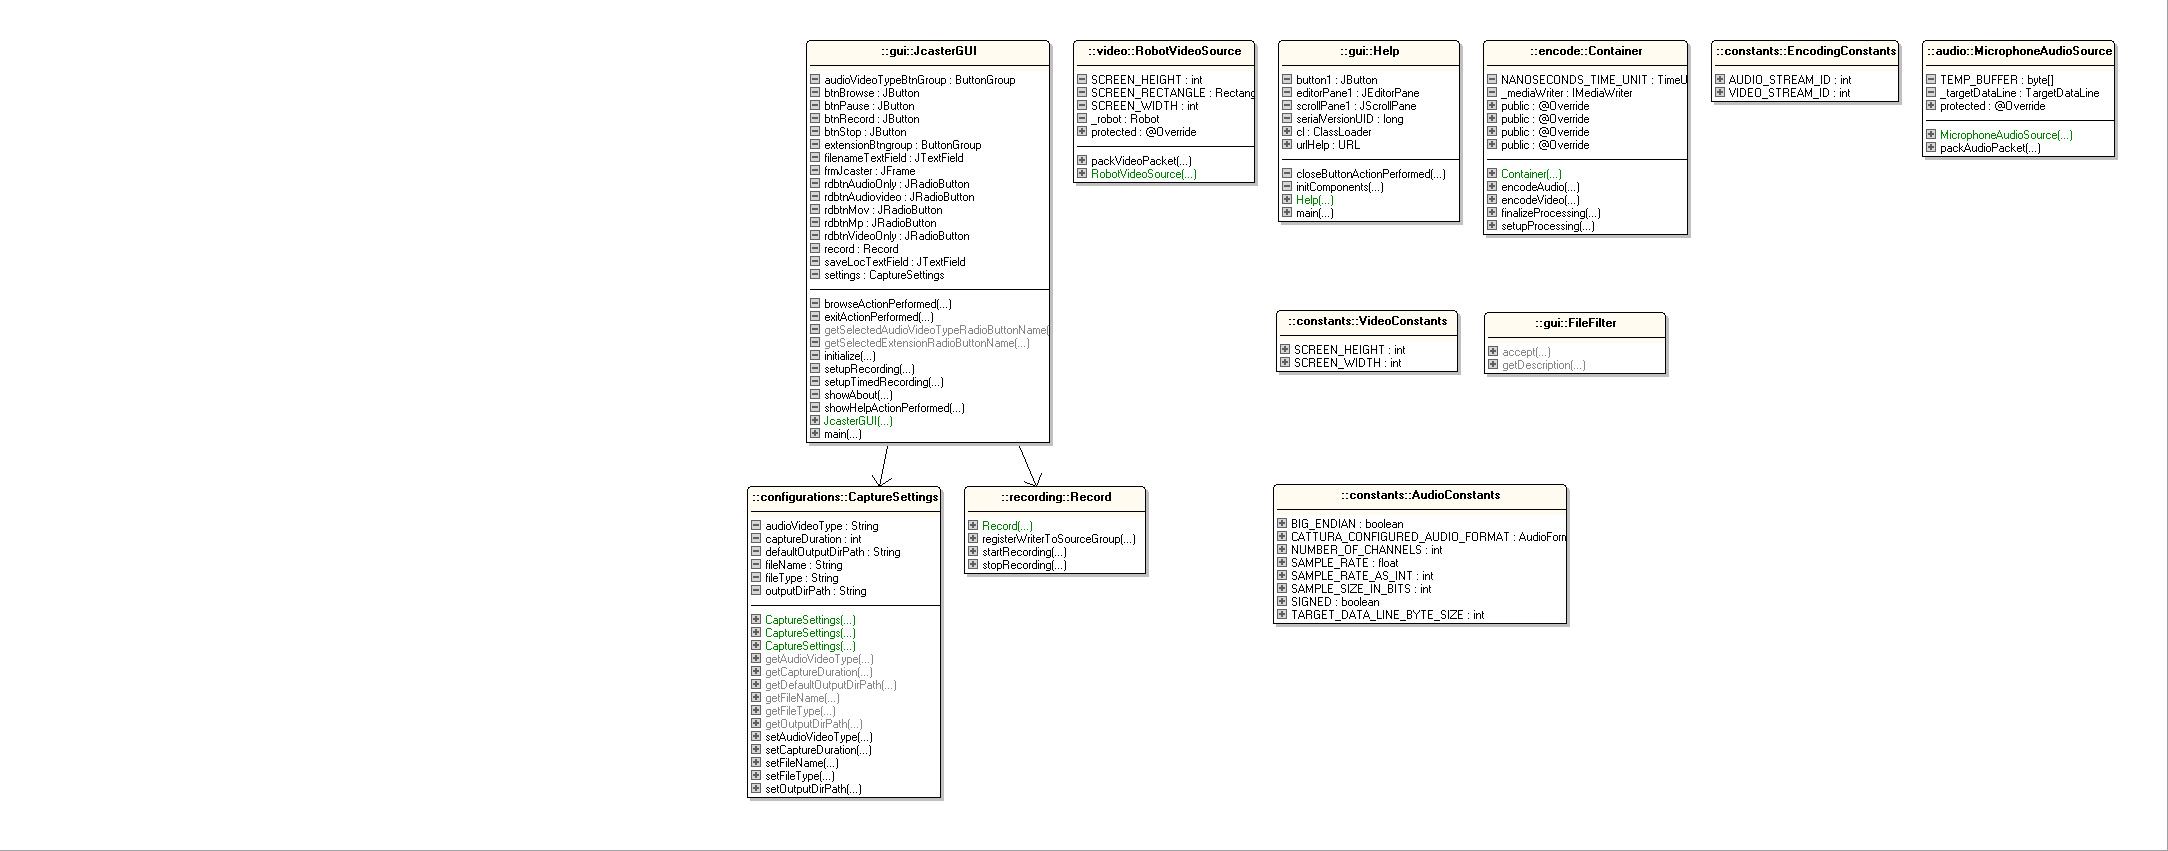 ::gui::JcasterGUI
audioVideoTypeBtnGroup : ButtonGroup
btnBrowse : JButton
btnPause : JButton
btnRecord : JButton
btnStop : JButton
extensionBtngroup : ButtonGroup
filenameTextField : JTextField
frmJcaster : JFrame
rdbtnAudioOnly : JRadioButton
rdbtnAudiovideo : JRadioButton
rdbtnMov : JRadioButton
rdbtnMp : JRadioButton
rdbtnVideoOnly : JRadioButton
record : Record
saveLocTextField : JTextField
settings : CaptureSettings
browseActionPerformed(...)
exitActionPerformed(...)
getSelectedAudioVideoTypeRadioButtonName(
getSelectedExtensionRadioButtonName(...)
initialize(...)
setupRecording(...)
setupTimedRecording(...)
showAbout(...)
showHelpActionPerformed(...)
JcasterGUI(...)
main(...)
::video::RobotVideoSource
SCREEN_HEIGHT : int
SCREEN_RECTANGLE : Rectang
SCREEN_WIDTH : int
_robot : Robot
protected : @Override
packVideoPacket(...)
RobotVideoSource(...)
::gui::Help
button1 : JButton
editorPane1 : JEditorPane
scrollPane1 : JScrollPane
serialVersionUID : long
cl : ClassLoader
urlHelp : URL
closeButtonActionPerformed(...)
initComponents(...)
Help(...)
main(...)
::encode::Container
NANOSECONDS_TIME_UNIT : TimeU
_mediaWriter : IMediaWriter
public : @Override
public : @Override
public : @Override
public : @Override
Container(...)
encodeAudio(...)
encodeVideo(...)
finalizeProcessing(...)
setupProcessing(...)
::constants::EncodingConstants
AUDIO_STREAM_ID : int
VIDEO_STREAM_ID : int
::audio::MicrophoneAudioSource
TEMP_BUFFER : byte[]
_targetDataLine : TargetDataLine
protected : @Override
MicrophoneAudioSource(...)
packAudioPacket(...)
::constants::VideoConstants
SCREEN_HEIGHT : int
SCREEN_WIDTH : int
::gui::FileFilter
accept(...)
getDescription(...)
::configurations::CaptureSettings
audioVideoType : String
captureDuration : int
defaultOutputDirPath : String
fileName : String
fileType : String
outputDirPath : String
CaptureSettings(...)
CaptureSettings(...)
CaptureSettings(...)
getAudioVideoType(...)
getCaptureDuration(...)
getDefaultOutputDirPath(...)
getFileName(...)
getFileType(...)
getOutputDirPath(...)
setAudioVideoType(...)
setCaptureDuration(...)
setFileName(...)
setFileType(...)
setOutputDirPath(...)
::recording::Record
Record(...)
registerWriterToSourceGroup(...)
startRecording(...)
stopRecording(...)
::constants::AudioConstants
BIG_ENDIAN : boolean
CATTURA_CONFIGURED_AUDIO_FORMAT : AudioForn
NUMBER_OF_CHANNELS : int
SAMPLE_RATE : float
SAMPLE_RATE_AS_INT : int
SAMPLE_SIZE_IN_BITS : int
SIGNED : boolean
TARGET_DATA_LINE_BYTE_SIZE : int